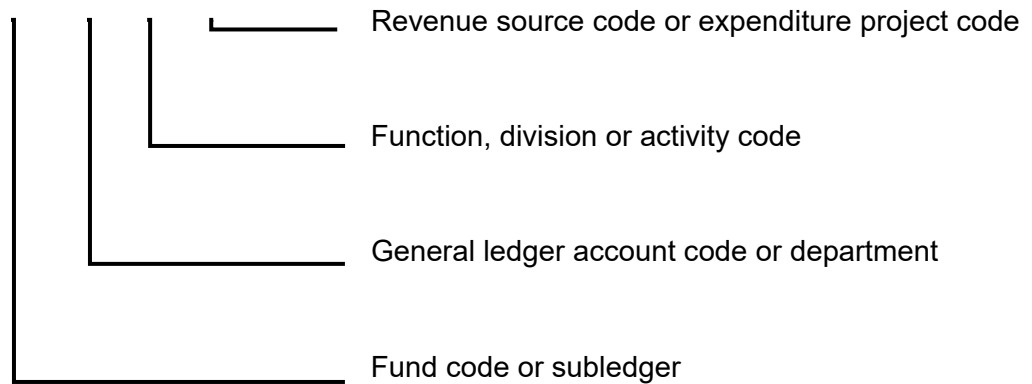 Revenue source code or expenditure project code
Function, division or activity code
General ledger account code or department
Fund code or subledger